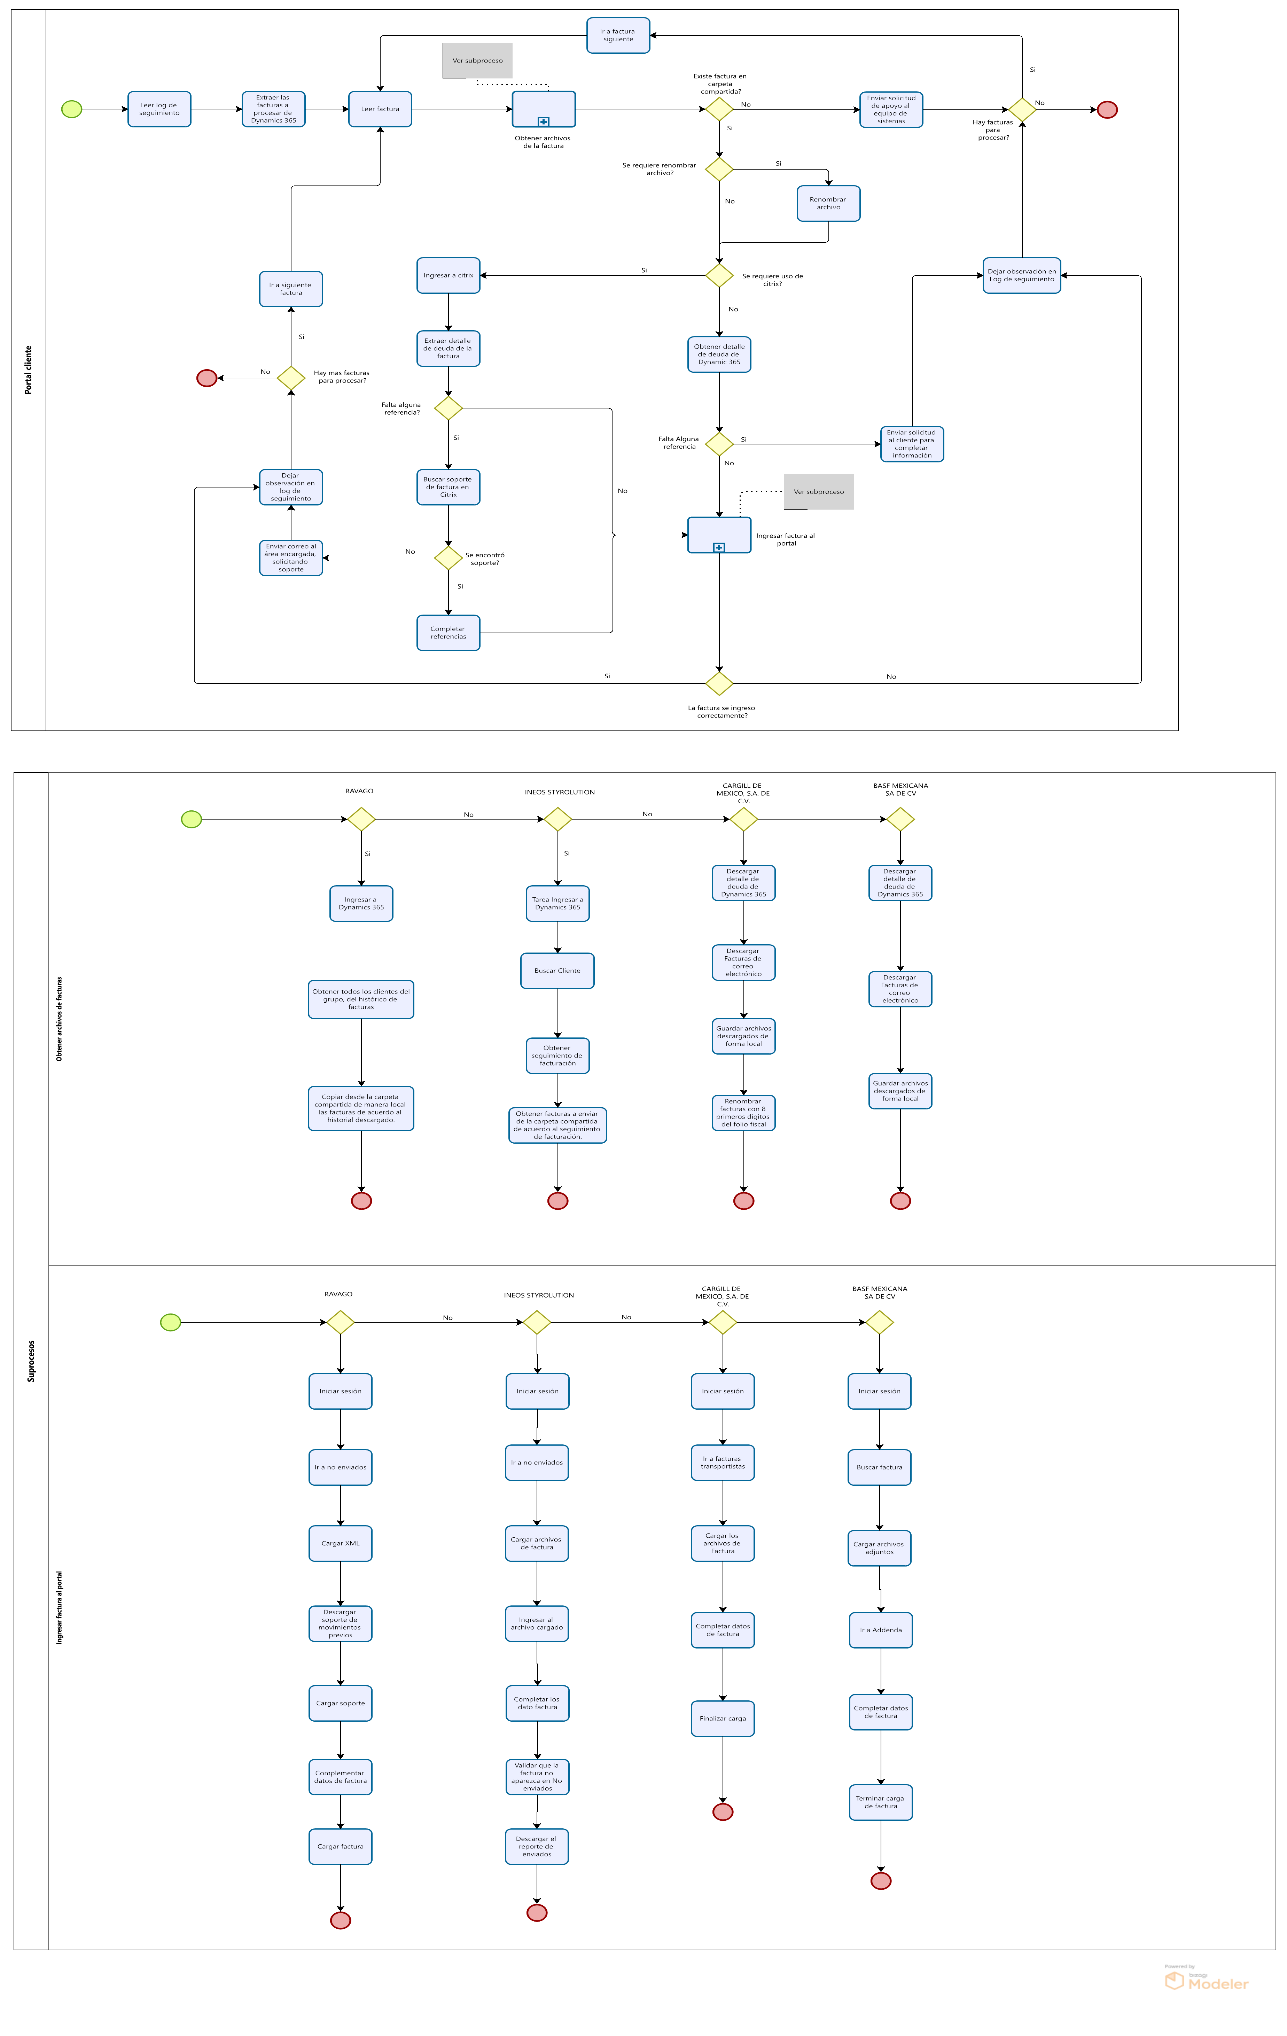 Portal cliente
Ir a factura
siguiente
Ver subproceso
Leer log de
seguimiento
Extraer las
facturas a
procesar de
Dynamics 365
Leer factura
Obtener archivos
de la factura
Existe factura en
carpeta
compartida?
No
Si
Enviar solicitud
de apoyo al
equipo de
sistemas
Si
No
Hay facturas
para
procesar?
Se requiere renombrar
archivo?
Si
No
Renombrar
archivo
Se requiere uso de
citrix?
Si
No
Ingresar a citrix
Dejar observación en
Log de seguimiento
Ir a siguiente
factura
Si
No
Hay mas facturas
para procesar?
Extraer detalle
de deuda de la
factura
Obtener detalle
de deuda de
Dynamic 365
Falta alguna
referencia?
Si
No
Falta Alguna
referencia
Si
No
Enviar solicitud
al cliente para
completar
información
Dejar
observación en
log de
seguimiento
Buscar soporte
de factura en
Citrix
Ver subproceso
Ingresar factura al
portal
Enviar correo al
área encargada,
solicitando
soporte
No
Se encontró
soporte?
Si
Completar
referencias
Si
No
La factura se ingreso
correctamente?
Suprocesos
Obtener archivos de facturas
RAVAGO
INEOS STYROLUTION
CARGILL DE
MEXICO, S.A. DE
C.V.
BASF MEXICANA
SA DE CV
No
No
Si
Si
Ingresar a
Dynamics 365
Tarea Ingresar a
Dynamics 365
Descargar
detalle de
deuda de
Dynamics 365
Descargar
detalle de
deuda de
Dynamics 365
Buscar Cliente
Descargar
Facturas de
correo
electrónico
Descargar
Facturas de
correo
electrónico
Obtener todos los clientes del
grupo, del histórico de
facturas
Obtener
seguimiento de
facturación
Guardar archivos
descargados de
forma local
Guardar archivos
descargados de
forma local
Copiar desde la carpeta
compartida de manera local
las facturas de acuerdo al
historial descargado.
Obtener facturas a enviar
de la carpeta compartida
de acuerdo al seguimiento
de facturación.
Renombrar
facturas con 8
primeros digitos
del folio fiscal
Ingresar factura al portal
RAVAGO
INEOS STYROLUTION
CARGILL DE
MEXICO, S.A. DE
C.V.
BASF MEXICANA
SA DE CV
No
No
Iniciar sesión
Iniciar sesión
Iniciar sesión
Iniciar sesión
Ir a no enviados
Ir a no enviados
Ir a facturas
transportistas
Buscar factura
Cargar XML
Cargar archivos
de factura.
Cargar los
archivos de
factura
Cargar archivos
adjuntos
Descargar
soporte de
movimientos
previos
Ingresar al
archivo cargado
Completar datos
de factura
Ir a Addenda
Cargar soporte
Completar los
dato factura
Finalizar carga
Completar datos
de factura
Complementar
datos de factura
Validar que la
factura no
aparezca en No
enviados
Terminar carga
de factura
Cargar factura
Descargar el
reporte de
enviados
Powered by
bizagi
Modeler